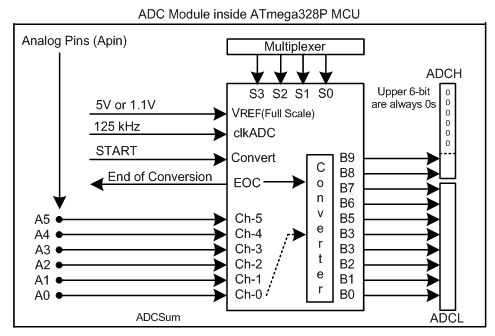 ADC Module inside ATmega328P MCU
Analog Pins (Apin)
Multiplexer
S3 S2 S1 S0
ADCH
Upper 6-bit
are always 0s
0
0
0
0
0
0
5V or 1.1V
VREF(Full Scale)
125 kHz
clkADC
START
Convert
End of Conversion
EOC
Converter
B9
B8
B7
B6
B5
B3
B3
B2
B1
B0
A5 Ch-5
A4 Ch-4
A3 Ch-3
A2 Ch-2
A1 Ch-1
A0 Ch-0
ADCSum
ADCL